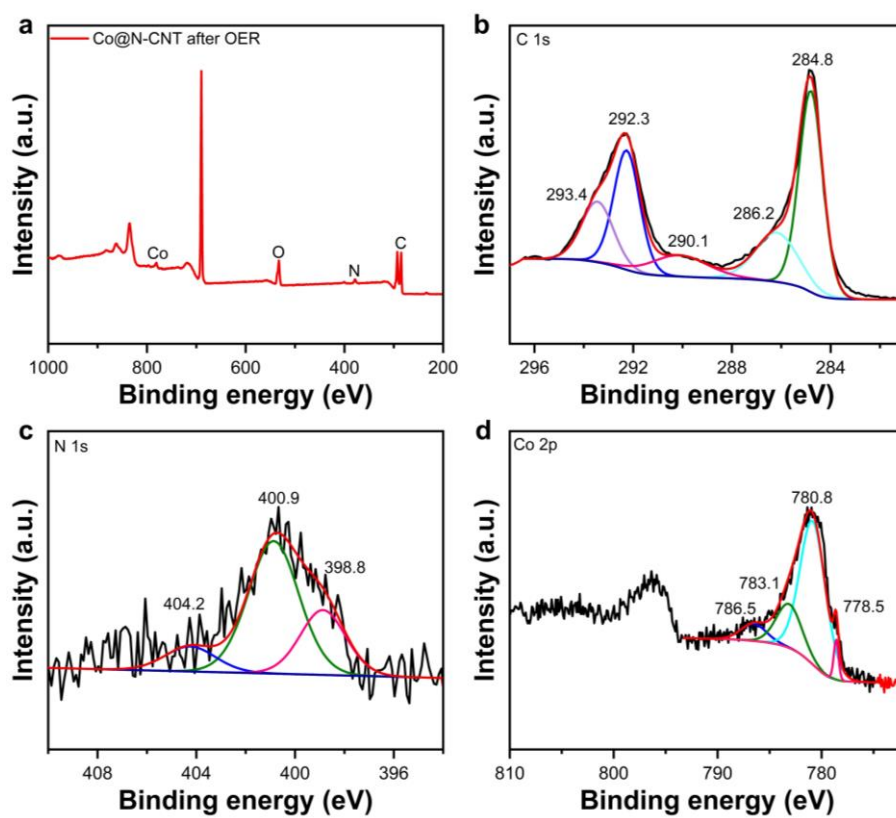 a
Co@N-CNT after OER
Co
O
N
C
Intensity (a.u.)
1000 800 600 400 200
Binding energy (eV)
b
C 1s
284.8
292.3
293.4
286.2
290.1
Intensity (a.u.)
296 292 288 284
Binding energy (eV)
c
N 1s
400.9
398.8
404.2
Intensity (a.u.)
408 404 400 396
Binding energy (eV)
d
Co 2p
780.8
783.1
786.5
778.5
Intensity (a.u.)
810 800 790 780
Binding energy (eV)